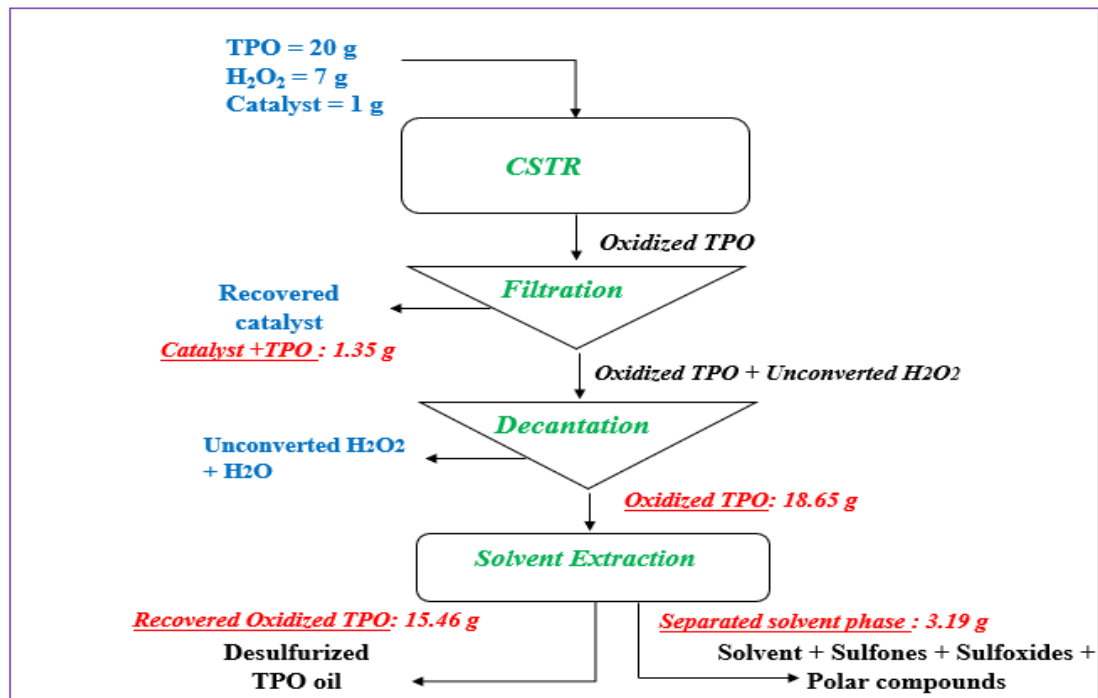 TPO = 20 g
H₂O₂ = 7 g
Catalyst = 1 g
CSTR
Oxidized TPO
Filtration
Recovered
catalyst
Catalyst +TPO : 1.35 g
Oxidized TPO + Unconverted H2O2
Decantation
Unconverted H2O2
+ H2O
Oxidized TPO: 18.65 g
Solvent Extraction
Recovered Oxidized TPO: 15.46 g
Desulfurized
TPO oil
Separated solvent phase : 3.19 g
Solvent + Sulfones + Sulfoxides +
Polar compounds